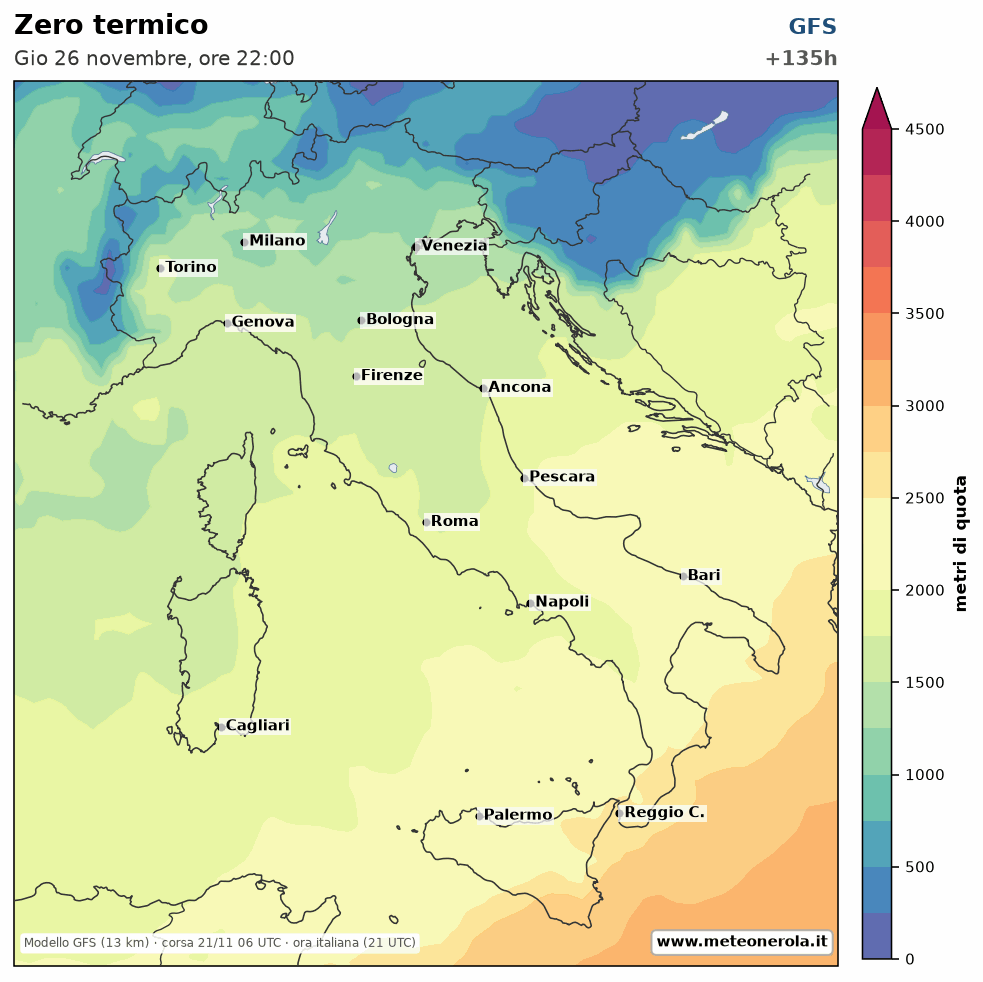 Zero termico
GFS
Gio 26 novembre, ore 22:00
+135h
Milano
Venezia
Torino
Genova
Bologna
Firenze
Ancona
Pescara
Roma
Bari
Napoli
Cagliari
Palermo
Reggio C.
4500
4000
3500
3000
2500
2000
1500
1000
500
0
metri di quota
Modello GFS (13 km) · corsa 21/11 06 UTC · ora italiana (21 UTC)
www.meteonerola.it